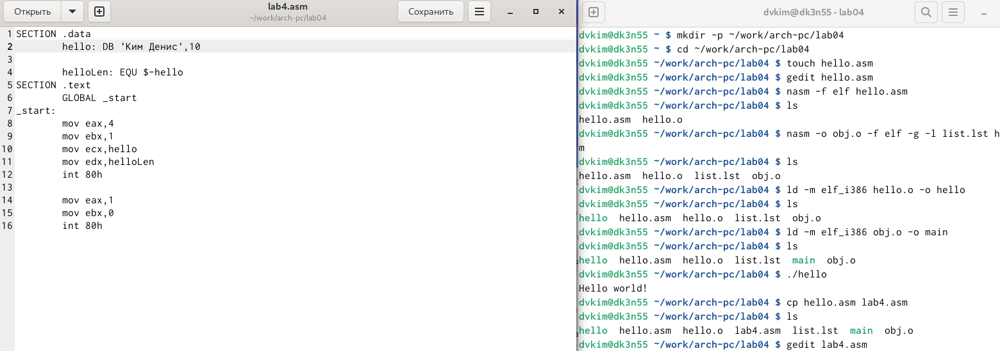 Открыть
lab4.asm
~/work/arch-pc/lab04
Сохранить
1 SECTION .data
2 hello: DB 'Ким Денис',10
3
4 helloLen: EQU $-hello
5 SECTION .text
6 GLOBAL _start
7 _start:
8 mov eax,4
9 mov ebx,1
10 mov ecx,hello
11 mov edx,helloLen
12 int 80h
13
14 mov eax,1
15 mov ebx,0
16 int 80h
dvkim@dk3n55 - lab04
dvkim@dk3n55 ~ $ mkdir -p ~/work/arch-pc/lab04
dvkim@dk3n55 ~ $ cd ~/work/arch-pc/lab04
dvkim@dk3n55 ~/work/arch-pc/lab04 $ touch hello.asm
dvkim@dk3n55 ~/work/arch-pc/lab04 $ gedit hello.asm
dvkim@dk3n55 ~/work/arch-pc/lab04 $ nasm -f elf hello.asm
dvkim@dk3n55 ~/work/arch-pc/lab04 $ ls
hello.asm hello.o
dvkim@dk3n55 ~/work/arch-pc/lab04 $ nasm -o obj.o -f elf -g -l list.lst h
m
dvkim@dk3n55 ~/work/arch-pc/lab04 $ ls
hello.asm hello.o list.lst obj.o
dvkim@dk3n55 ~/work/arch-pc/lab04 $ ld -m elf_i386 hello.o -o hello
dvkim@dk3n55 ~/work/arch-pc/lab04 $ ls
hello hello.asm hello.o list.lst obj.o
dvkim@dk3n55 ~/work/arch-pc/lab04 $ ld -m elf_i386 obj.o -o main
dvkim@dk3n55 ~/work/arch-pc/lab04 $ ls
hello hello.asm hello.o list.lst main obj.o
dvkim@dk3n55 ~/work/arch-pc/lab04 $ ./hello
Hello world!
dvkim@dk3n55 ~/work/arch-pc/lab04 $ cp hello.asm lab4.asm
dvkim@dk3n55 ~/work/arch-pc/lab04 $ ls
hello hello.asm hello.o lab4.asm list.lst main obj.o
dvkim@dk3n55 ~/work/arch-pc/lab04 $ gedit lab4.asm